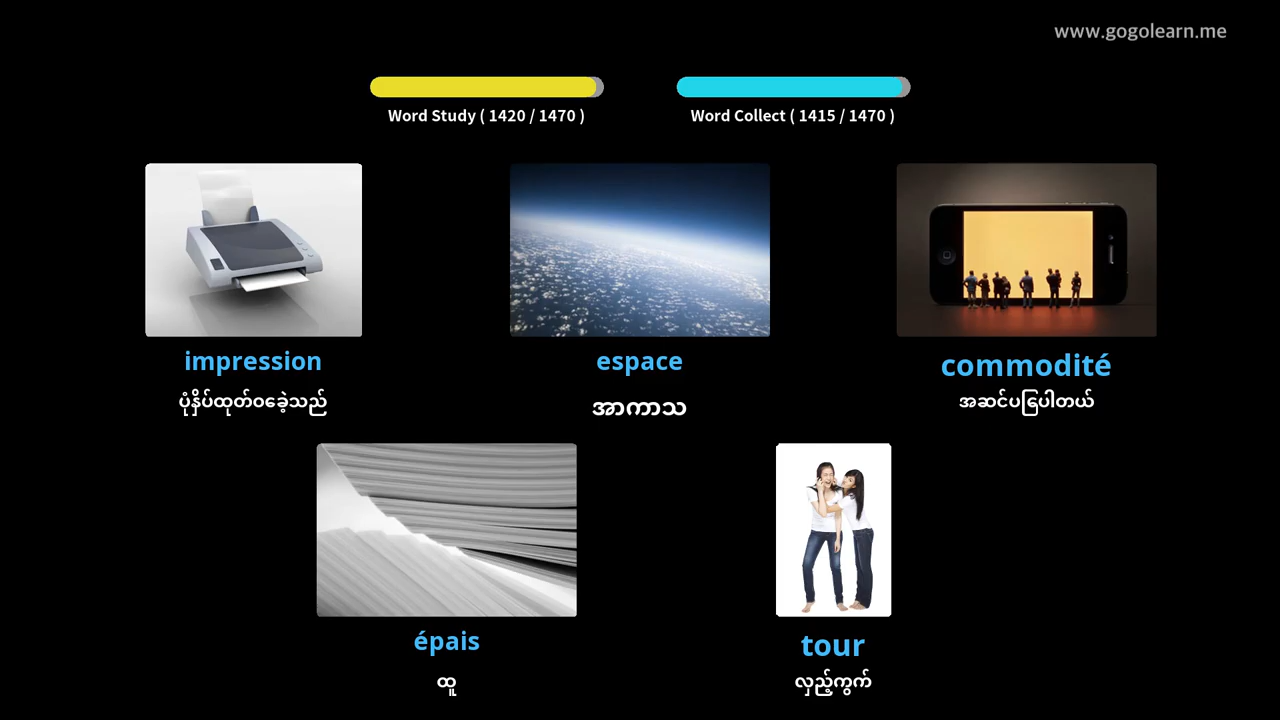 www.gogolearn.me
Word Study ( 1420 / 1470 )
Word Collect ( 1415 / 1470 )
impression
ပုံနှိပ်ထုတ်ဝခေဲ့သည်
espace
အာကာသ
commodité
အဆင်ပြေပါတယ်
épais
ထူ
tour
လှည့်ကွက်